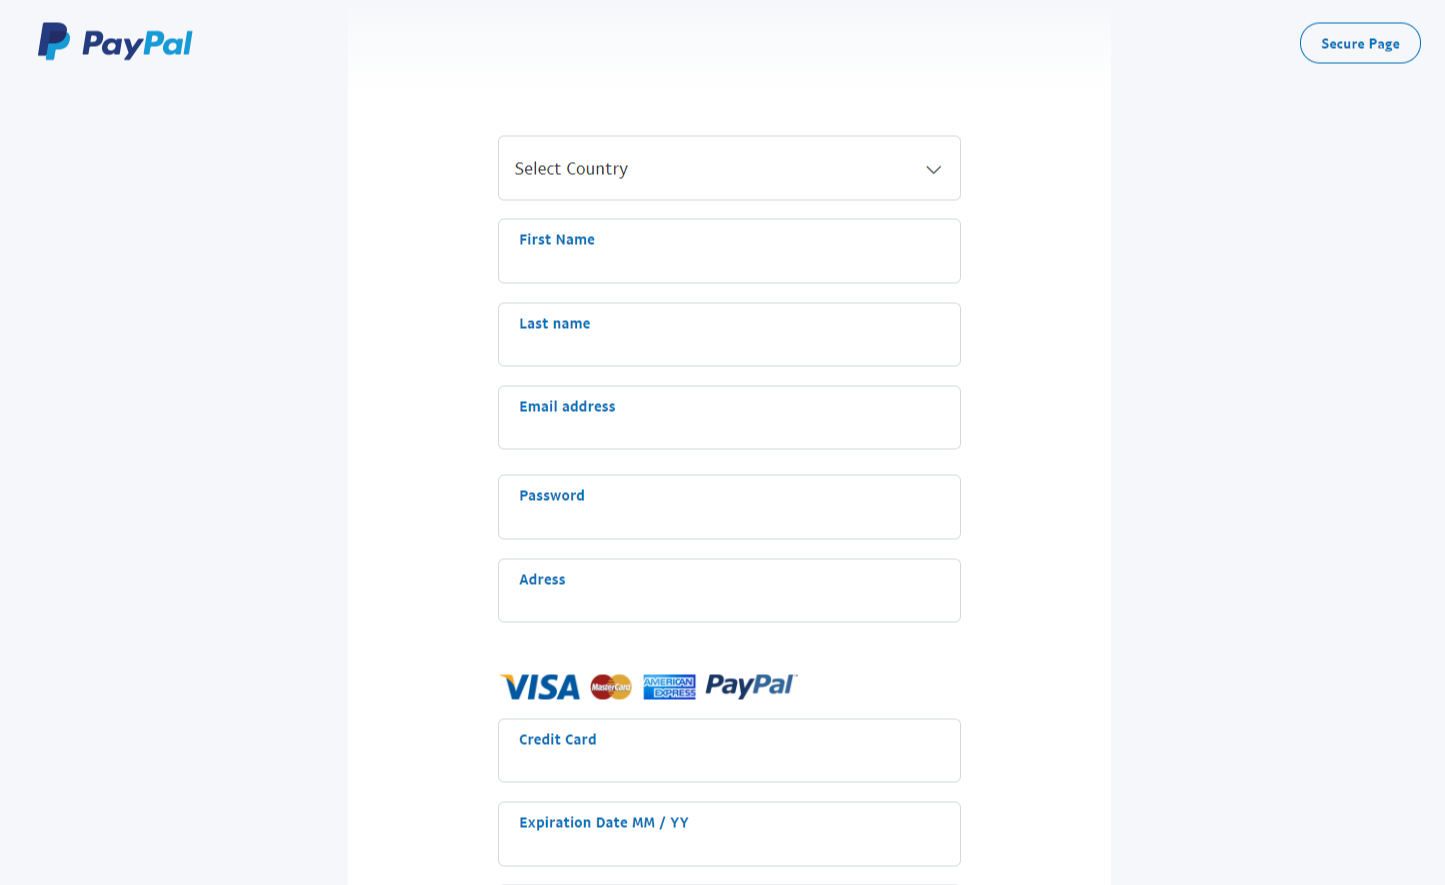 PayPal
Secure Page
Select Country
First Name
Last name
Email address
Password
Adress
VISA MasterCard AMERICAN EXPRESS PayPal
Credit Card
Expiration Date MM / YY